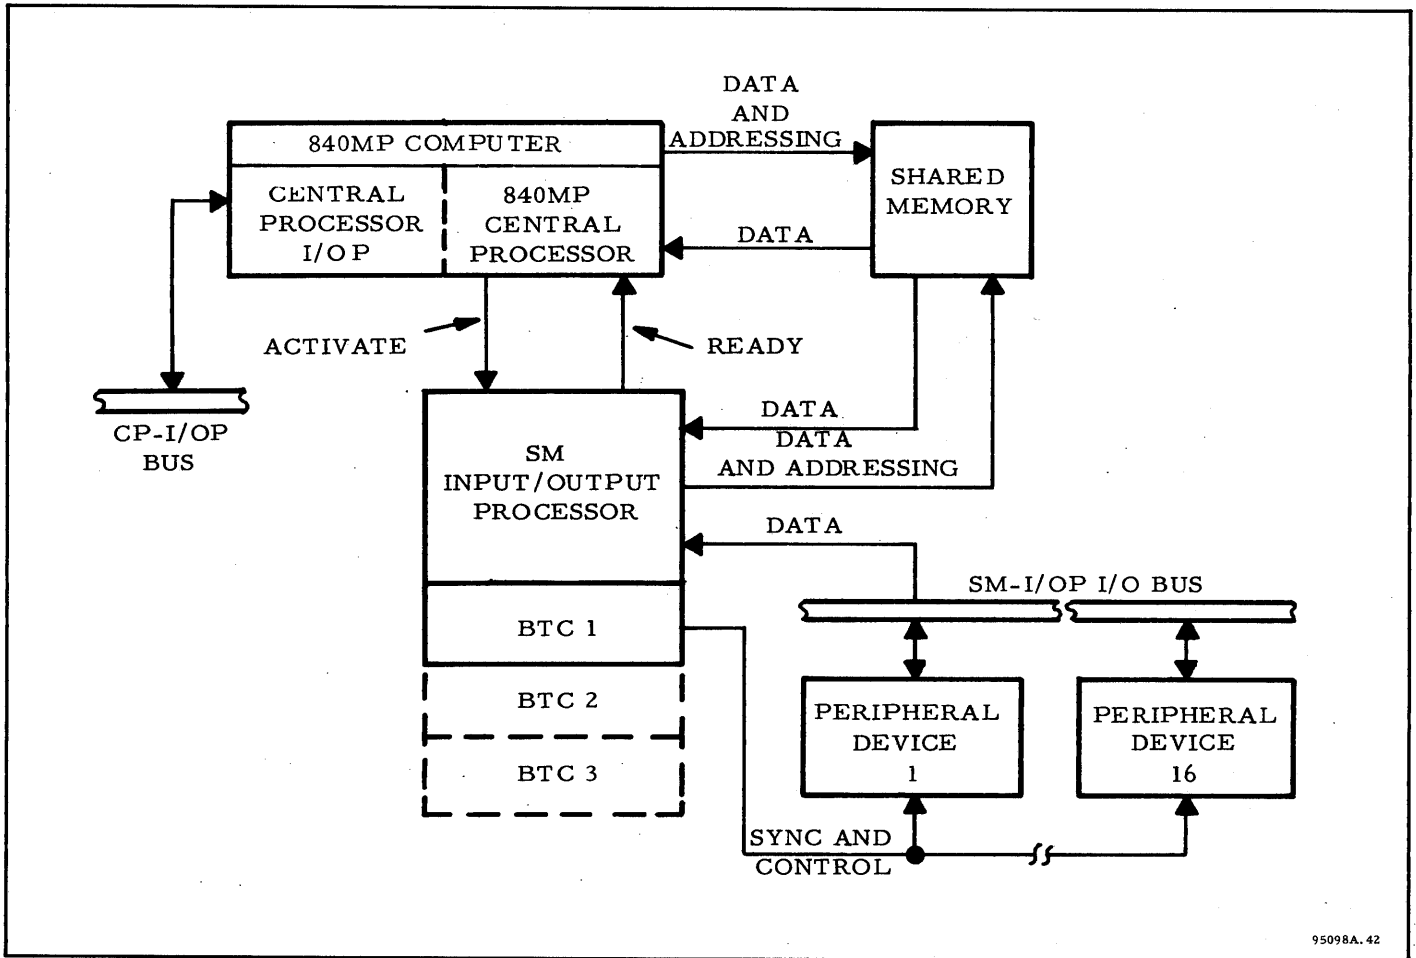 DATA
AND
ADDRESSING
840MP COMPUTER
CENTRAL
PROCESSOR
I/OP
840MP
CENTRAL
PROCESSOR
SHARED
MEMORY
DATA
ACTIVATE
READY
CP-I/OP
BUS
DATA
DATA
AND ADDRESSING
SM
INPUT/OUTPUT
PROCESSOR
DATA
SM-I/OP I/O BUS
BTC 1
BTC 2
BTC 3
PERIPHERAL
DEVICE
1
PERIPHERAL
DEVICE
16
SYNC AND
CONTROL
95098A.42